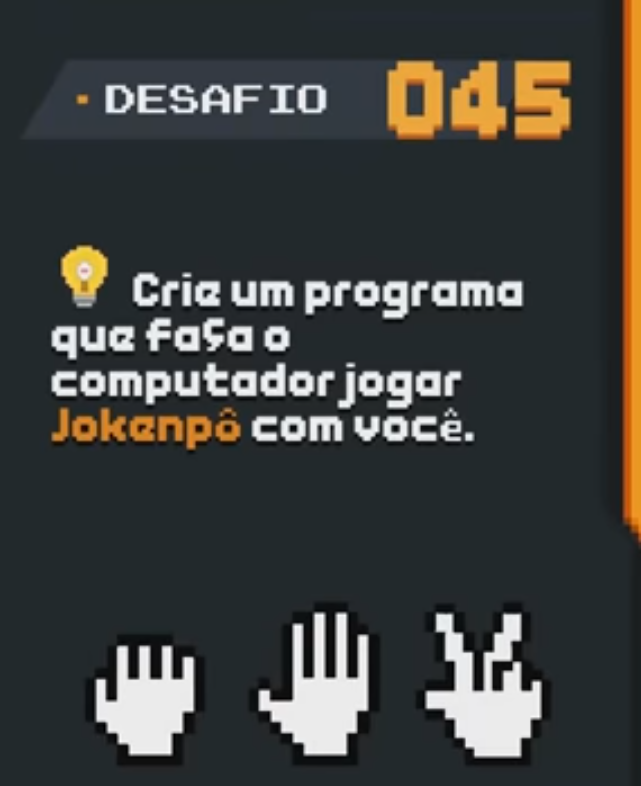 · DESAFIO 045
Crie um programa
que faça o
computador jogar
Jokenpô com você.